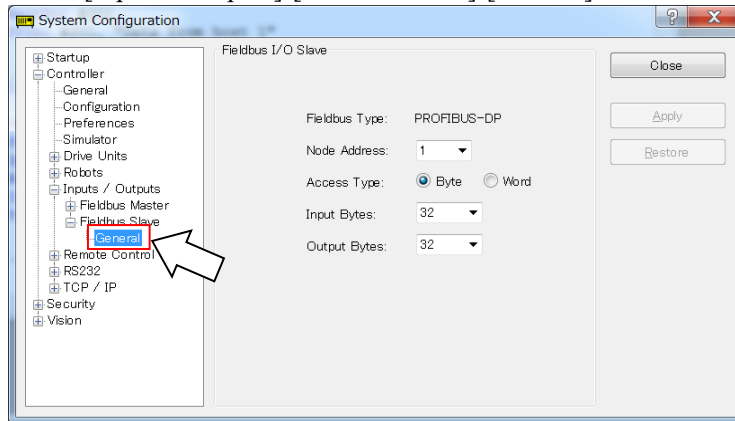 System Configuration
Startup
Controller
General
Configuration
Preferences
Simulator
Drive Units
Robots
Inputs / Outputs
Fieldbus Master
Fieldbus Slave
General
Remote Control
RS232
TCP / IP
Security
Vision
Fieldbus I/O Slave
Fieldbus Type: PROFIBUS-DP
Node Address: 1
Access Type: Byte Word
Input Bytes: 32
Output Bytes: 32
Close
Apply
Restore